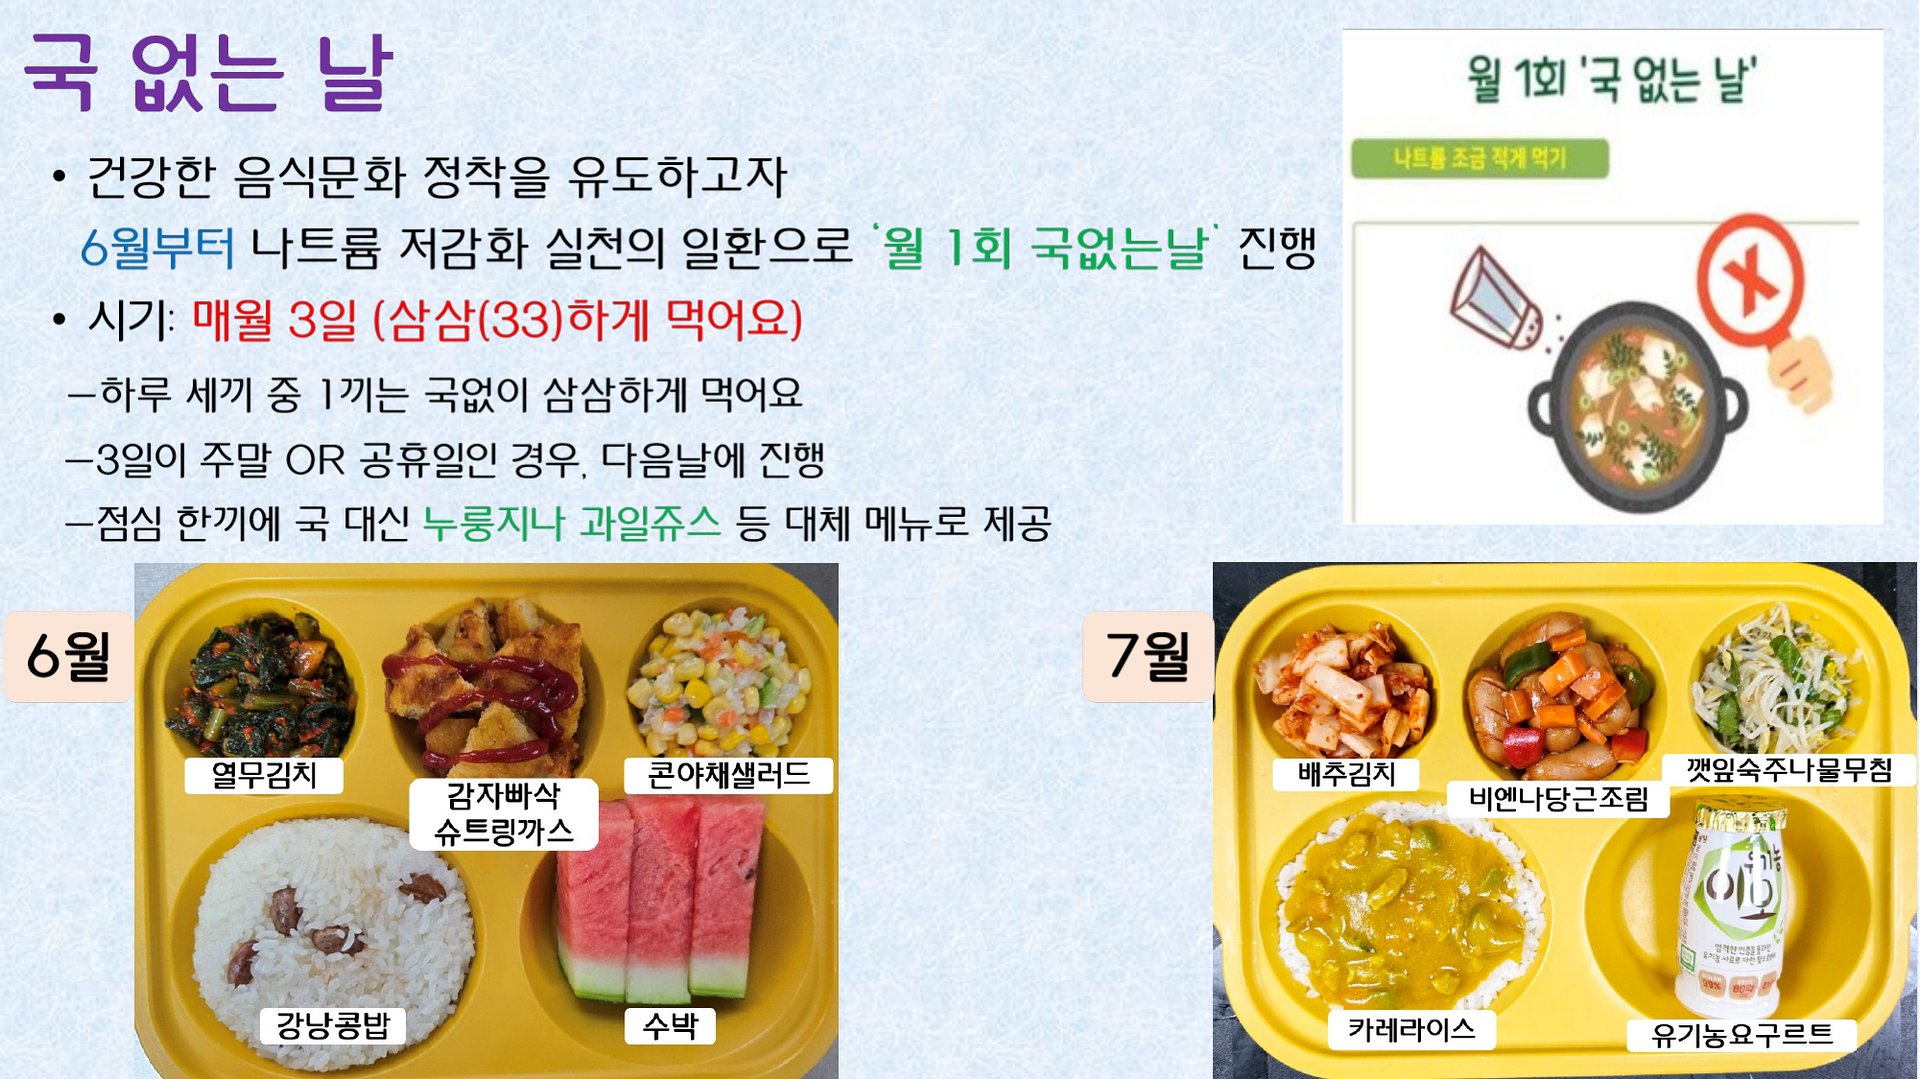 국 없는 날
• 건강한 음식문화 정착을 유도하고자
6월부터 나트륨 저감화 실천의 일환으로 '월 1회 국없는날' 진행
• 시기: 매월 3일 (삼삼(33)하게 먹어요)
–하루 세끼 중 1끼는 국없이 삼삼하게 먹어요
–3일이 주말 OR 공휴일인 경우, 다음날에 진행
–점심 한끼에 국 대신 누룽지나 과일쥬스 등 대체 메뉴로 제공
월 1회 '국 없는 날'
나트륨 조금 적게 먹기
X
6월
열무김치
감자빠삭
슈트링까스
콘야채샐러드
강낭콩밥
수박
7월
배추김치
비엔나당근조림
깻잎숙주나물무침
카레라이스
유기농요구르트
유기농
이오
99%
80억